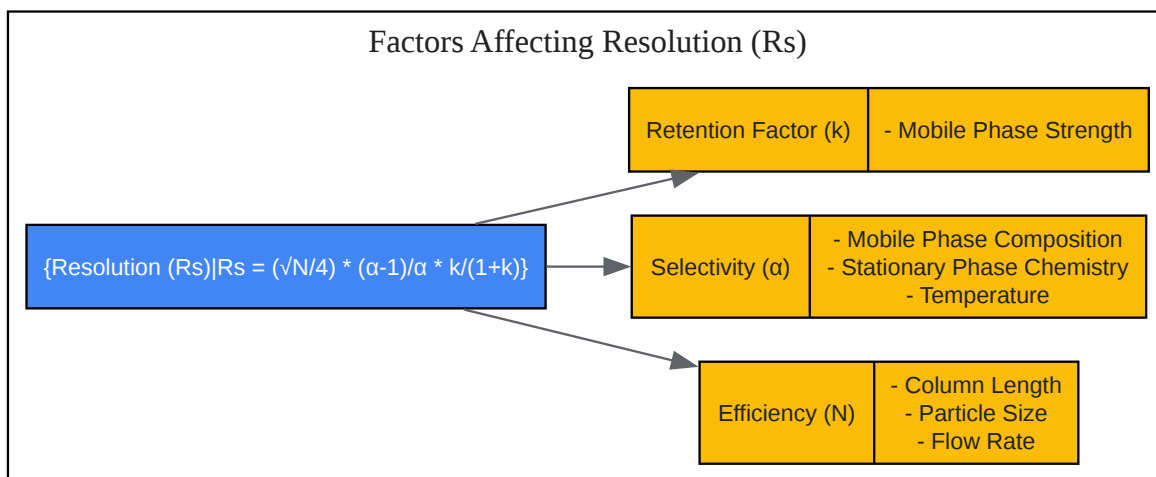 Factors Affecting Resolution (Rs)
Retention Factor (k)
- Mobile Phase Strength
{Resolution (Rs)|Rs = (√N/4) * (α-1)/α * k/(1+k)}
Selectivity (α)
- Mobile Phase Composition
- Stationary Phase Chemistry
- Temperature
Efficiency (N)
- Column Length
- Particle Size
- Flow Rate